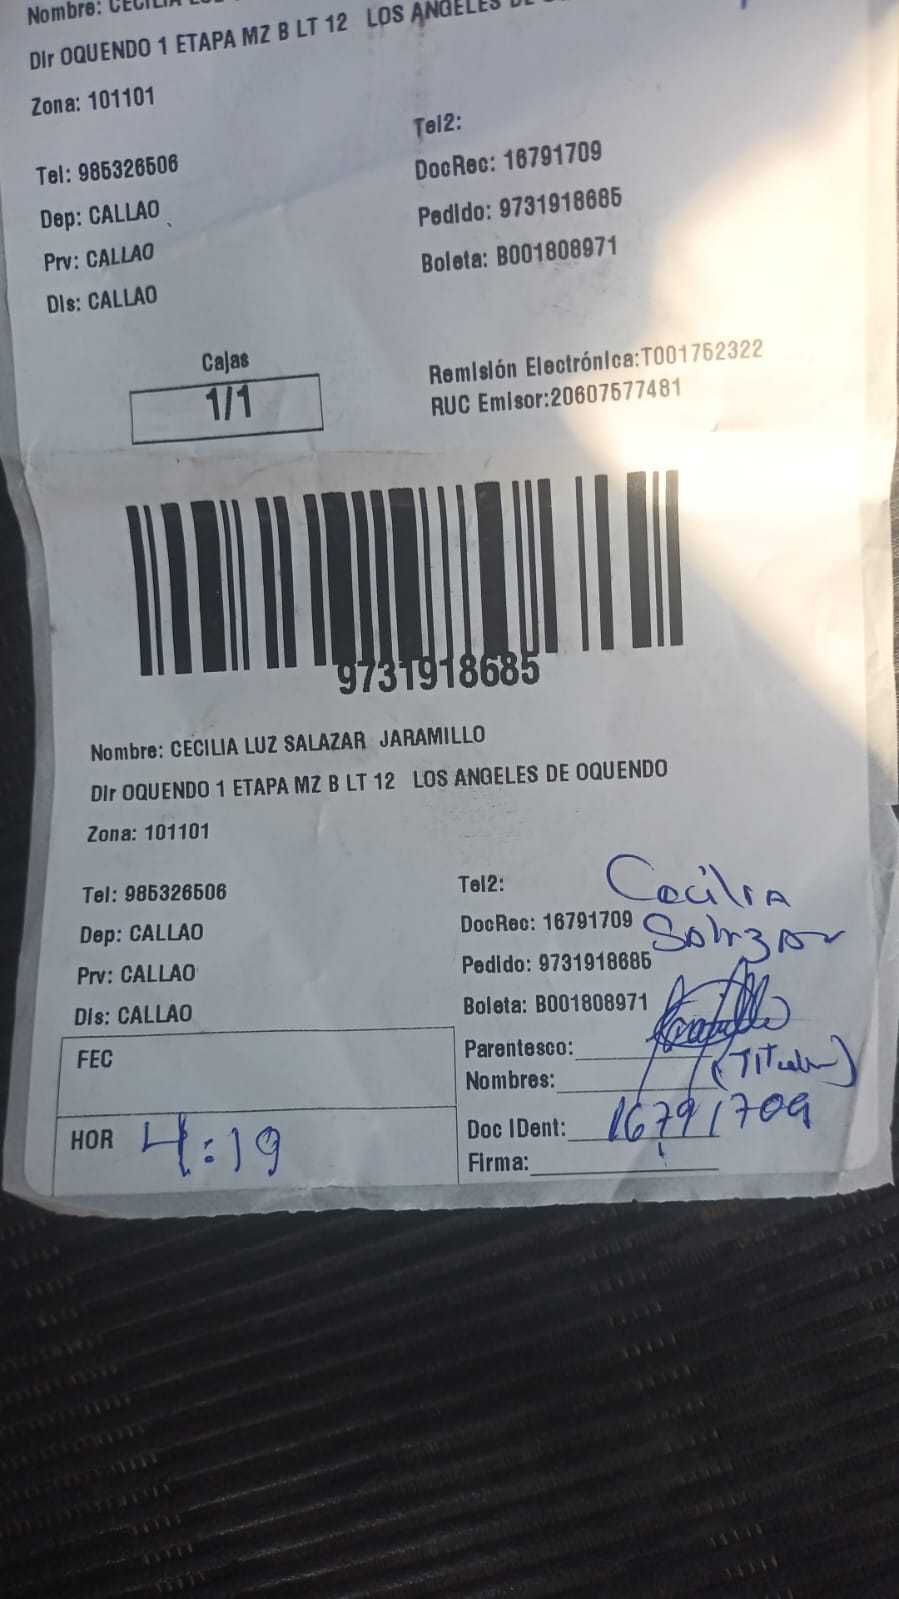 Nombre: CECILIA
Dir OQUENDO 1 ETAPA MZ B LT 12 LOS ANGELES DE
Zona: 101101
Tel2:
Tel: 985326506
DocRec: 16791709
Dep: CALLAO
Pedido: 9731918685
Prv: CALLAO
Boleta: B001808971
Dis: CALLAO
Cajas
1/1
Remisión Electrónica:T001752322
RUC Emisor:20607577481
9731918685
Nombre: CECILIA LUZ SALAZAR JARAMILLO
Dir OQUENDO 1 ETAPA MZ B LT 12 LOS ANGELES DE OQUENDO
Zona: 101101
Tel: 985326506
Tel2:
Cecilia
Dep: CALLAO
DocRec: 16791709
Salazar
Prv: CALLAO
Pedido: 9731918685
Dis: CALLAO
Boleta: B001808971
FEC
Parentesco:
(Titular)
Nombres:
HOR 4:19
Doc IDent: 16791709
Firma: